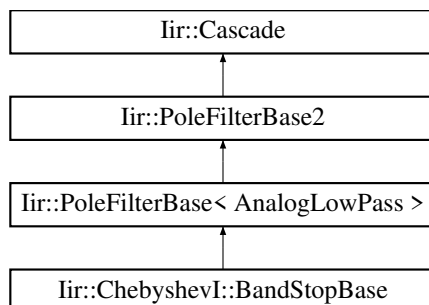 Iir::Cascade
Iir::PoleFilterBase2
Iir::PoleFilterBase< AnalogLowPass >
Iir::ChebyshevI::BandStopBase